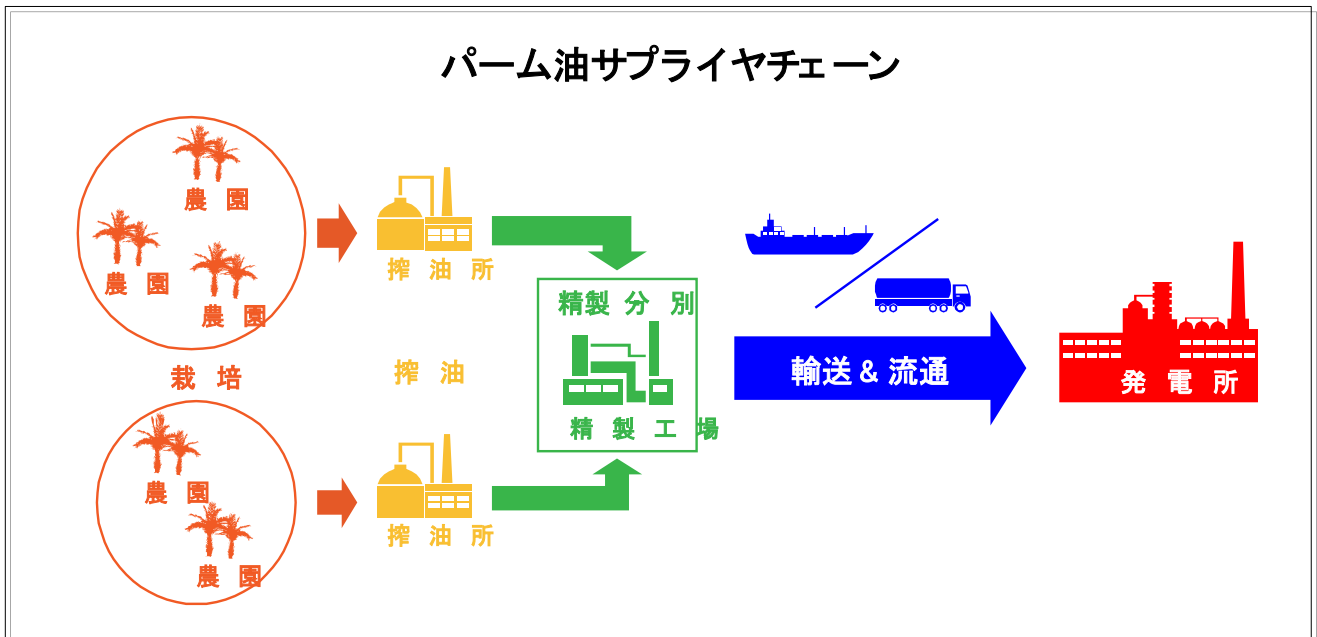 パーム油サプライヤチェーン
農園
農園
農園
栽培
農園
農園
搾油所
搾油
搾油所
精製分別
精製工場
輸送&流通
発電所